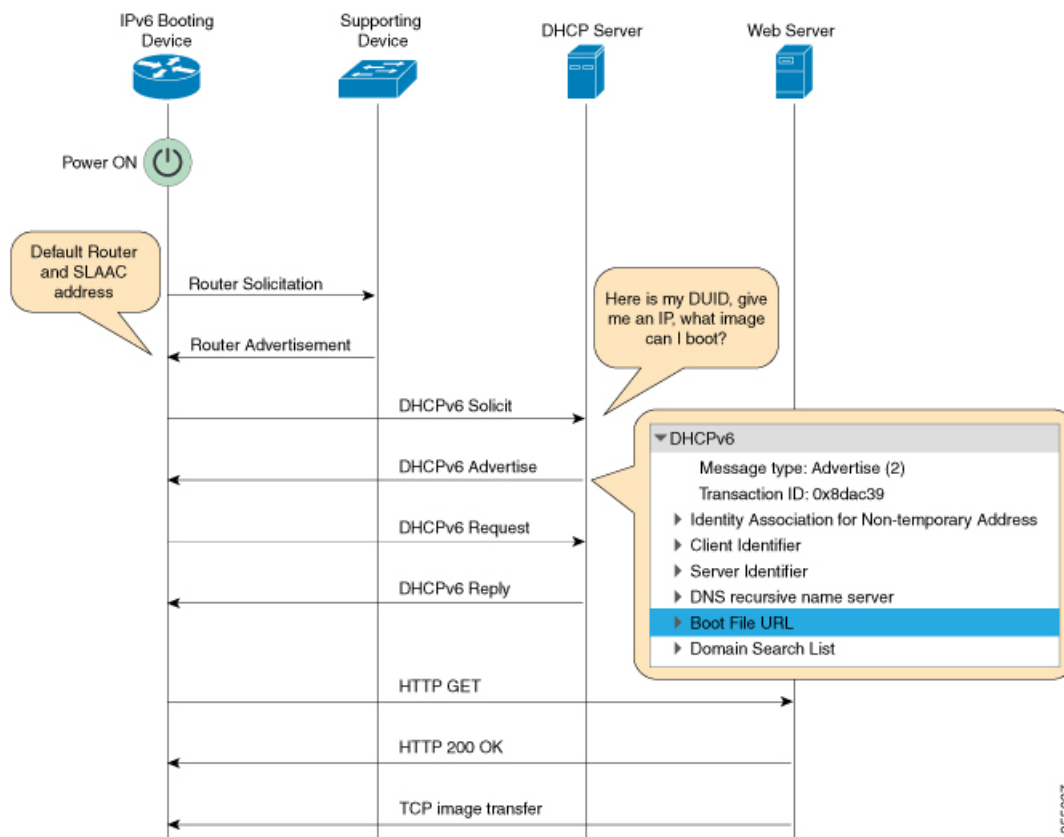 IPv6 Booting
Device
Supporting
Device
DHCP Server
Web Server
Power ON
Default Router
and SLAAC
address
Router Solicitation
Here is my DUID, give
me an IP, what image
can I boot?
Router Advertisement
DHCPv6 Solicit
DHCPv6 Advertise
DHCPv6 Request
DHCPv6 Reply
DHCPv6
Message type: Advertise (2)
Transaction ID: 0x8dac39
Identity Association for Non-temporary Address
Client Identifier
Server Identifier
DNS recursive name server
Boot File URL
Domain Search List
HTTP GET
HTTP 200 OK
TCP image transfer